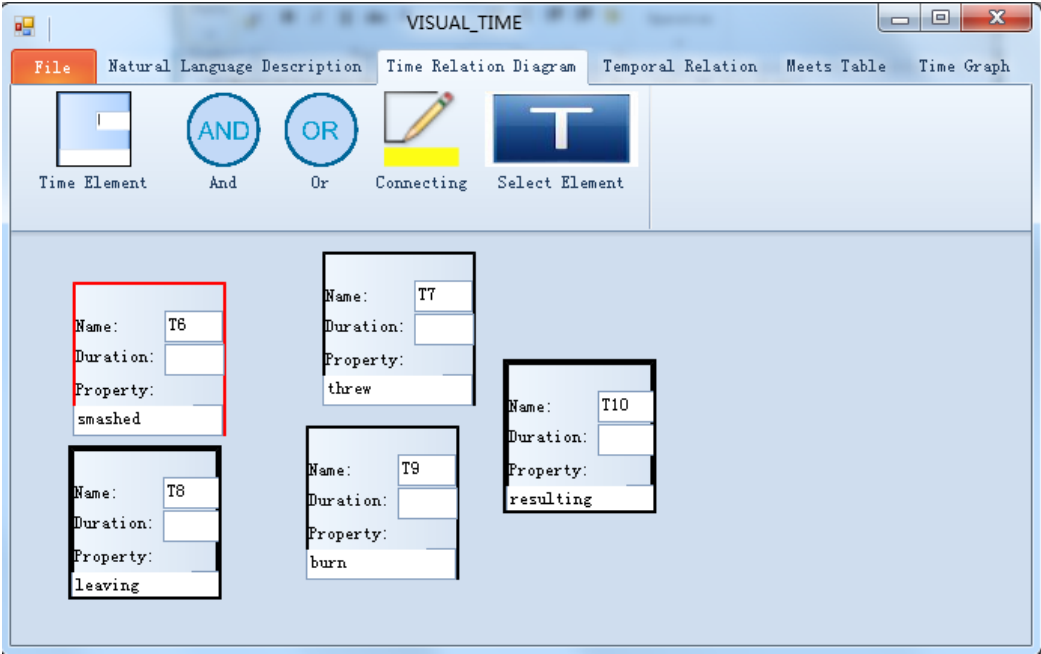 VISUAL_TIME
File Natural Language Description Time Relation Diagram Temporal Relation Meets Table Time Graph
AND OR T
Time Element And Or Connecting Select Element
Name: T6
Duration:
Property:
smashed
Name: T7
Duration:
Property:
threw
Name: T10
Duration:
Property:
resulting
Name: T8
Duration:
Property:
leaving
Name: T9
Duration:
Property:
burn